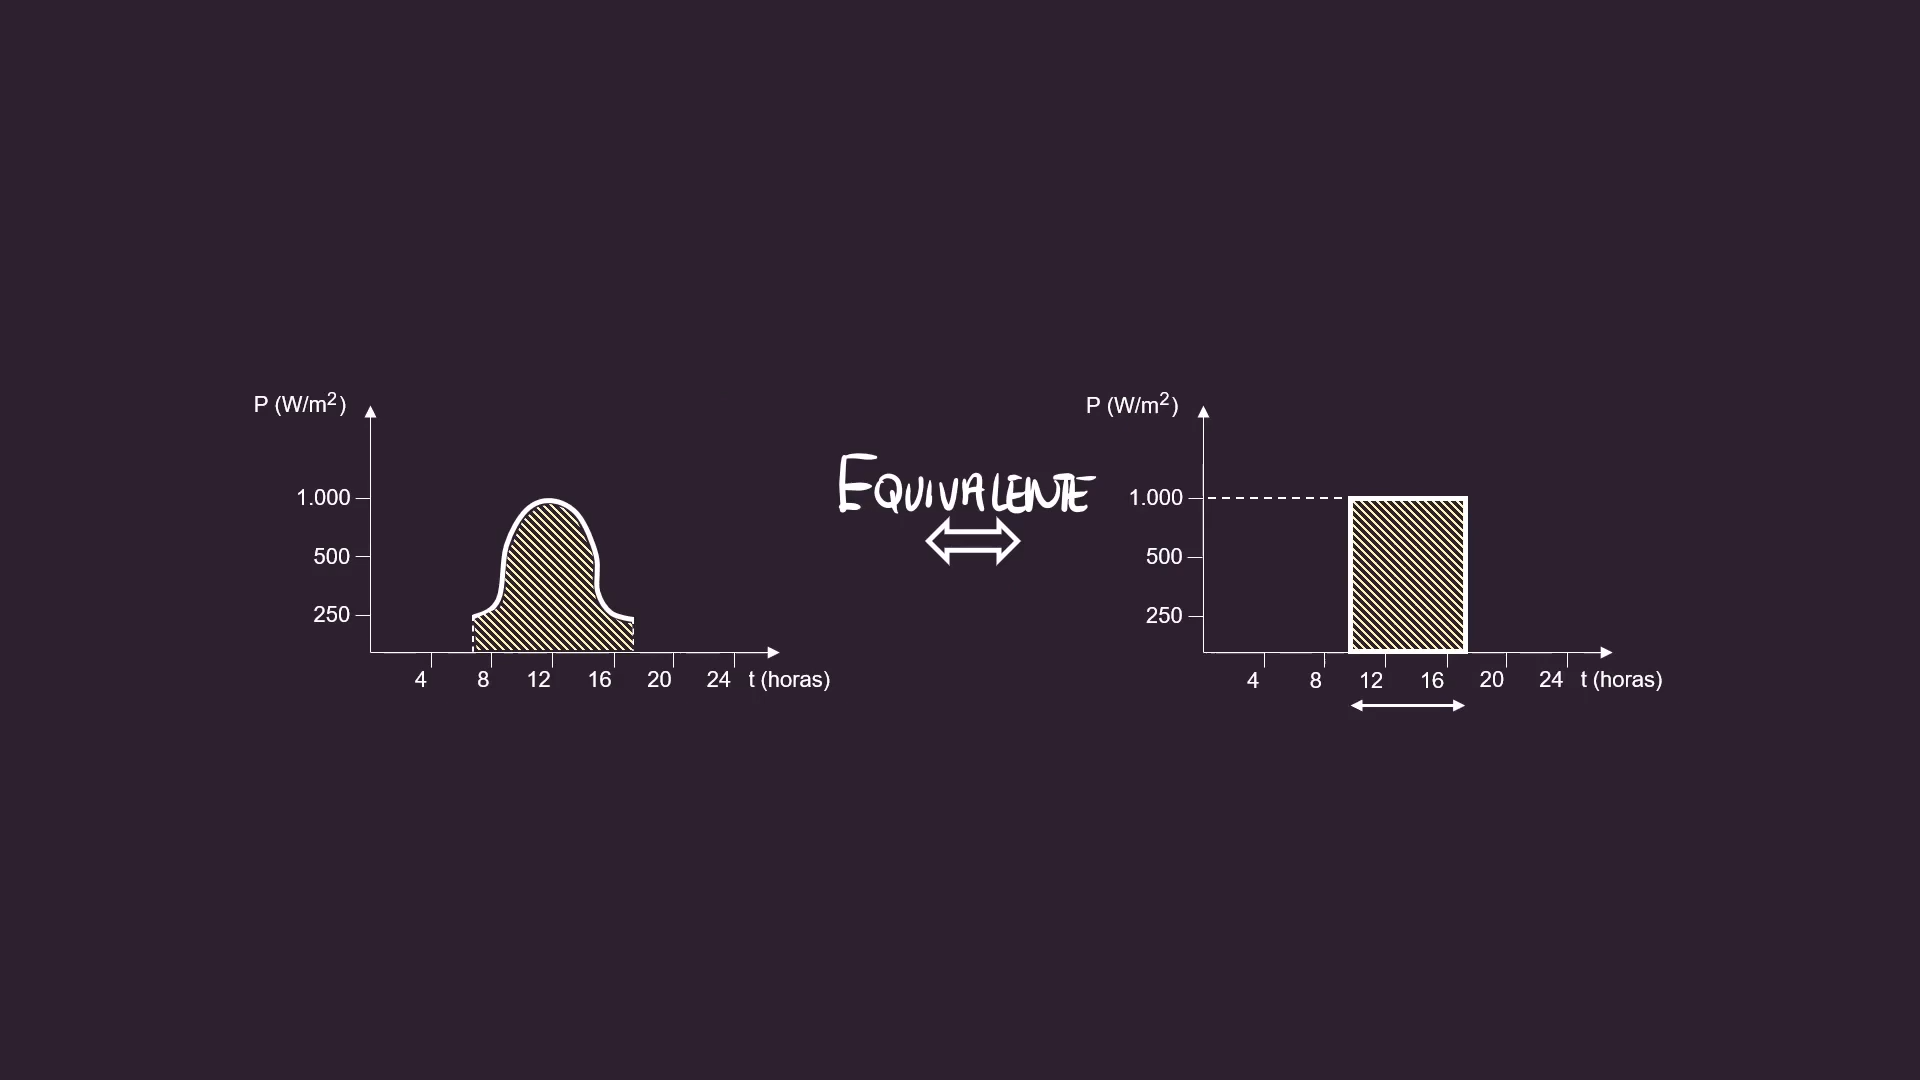 P (W/m²)
1.000
500
250
4 8 12 16 20 24 t (horas)
EQUIVALENTE
P (W/m²)
1.000
500
250
4 8 12 16 20 24 t (horas)